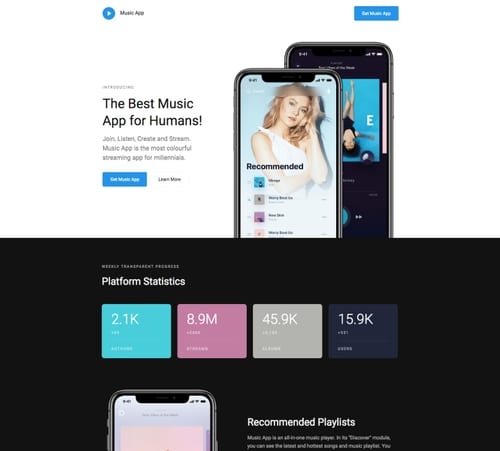 Music App
Get Music App
INTRODUCING
The Best Music
App for Humans!
Join, Listen, Create and Stream.
Music App is the most colourful
streaming app for millennials.
Get Music App
Learn More
9:41
9:41
Recommended
Mirage
Worry Bout Us
New Skin
Worry Bout Us
E
WEEKLY TRANSPARENT PROGRESS
Platform Statistics
2.1K
8.9M
45.9K
15.9K
AUTHORS
STREAMS
ALBUMS
USERS
9:41
Recommended Playlists
Music App is an all-in-one music player. In its "Discover" module,
you can see the latest and hottest songs and music playlist. You